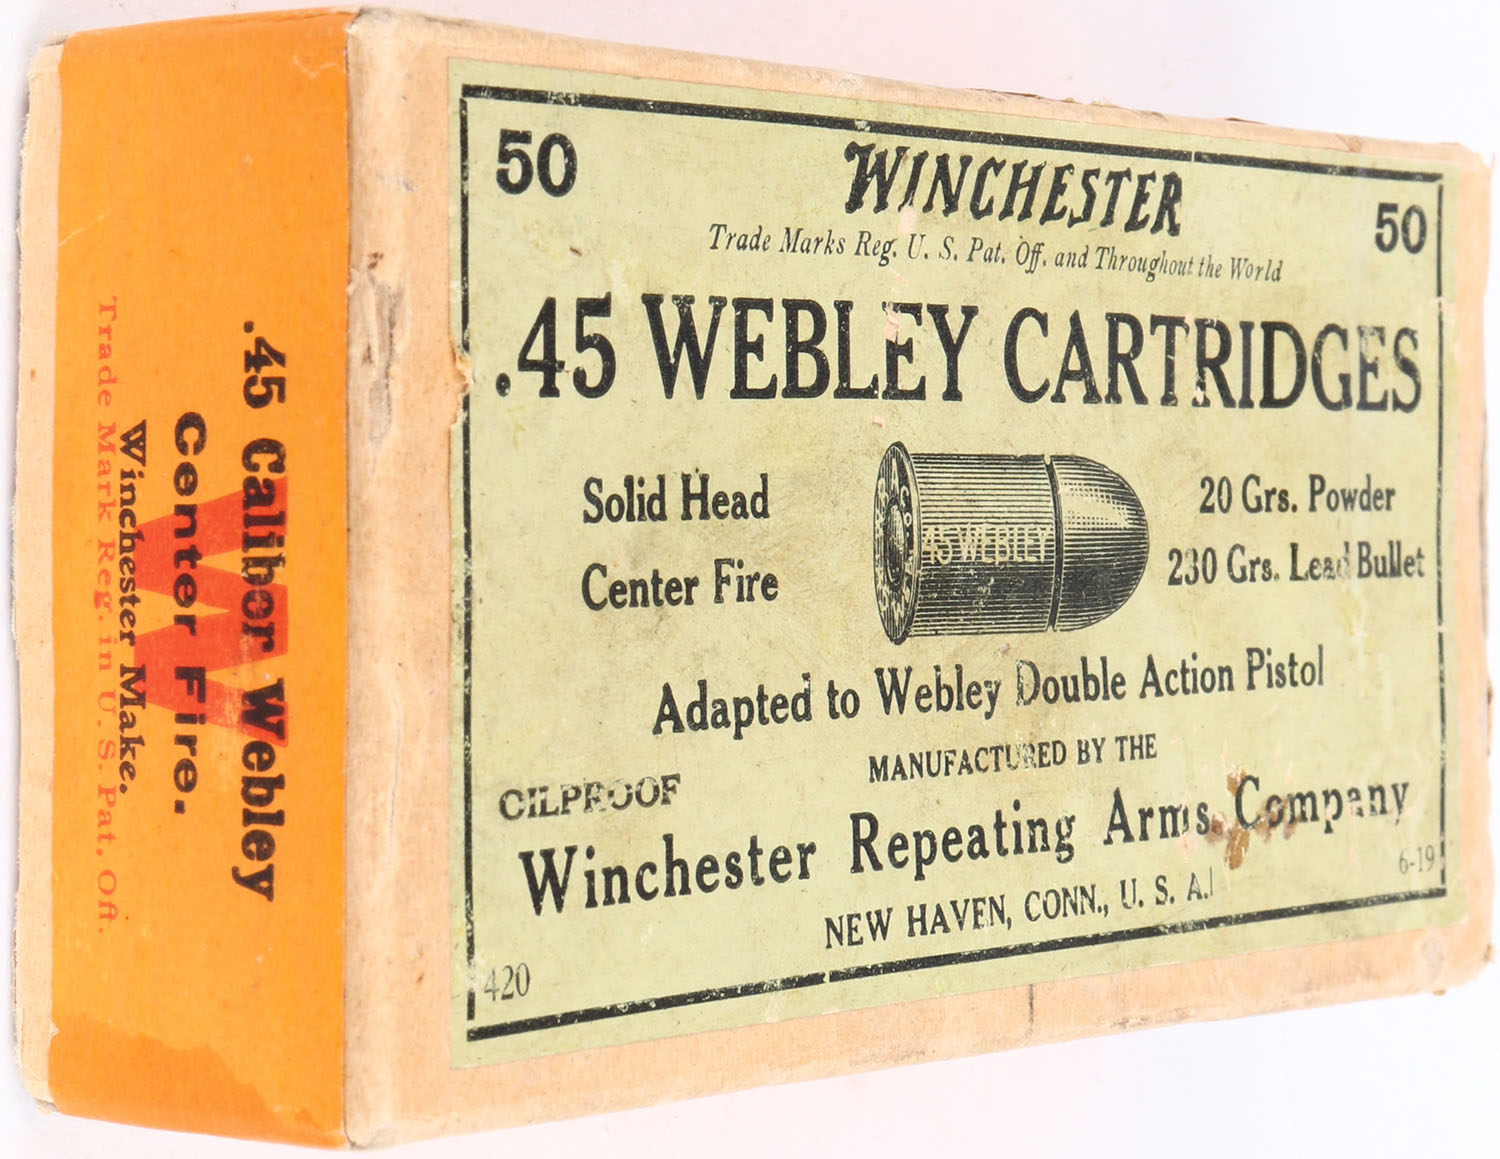 50
50
WINCHESTER
Trade Marks Reg. U. S. Pat. Off. and Throughout the World
.45 WEBLEY CARTRIDGES
Solid Head
Center Fire
45 WEBLEY
20 Grs. Powder
230 Grs. Lead Bullet
Adapted to Webley Double Action Pistol
MANUFACTURED BY THE
OILPROOF
Winchester Repeating Arms Company
NEW HAVEN, CONN., U. S. A.
6-19
420
.45 Caliber Webley
Center Fire.
Winchester Make.
Trade Mark Reg. in U. S. Pat. Off.
W